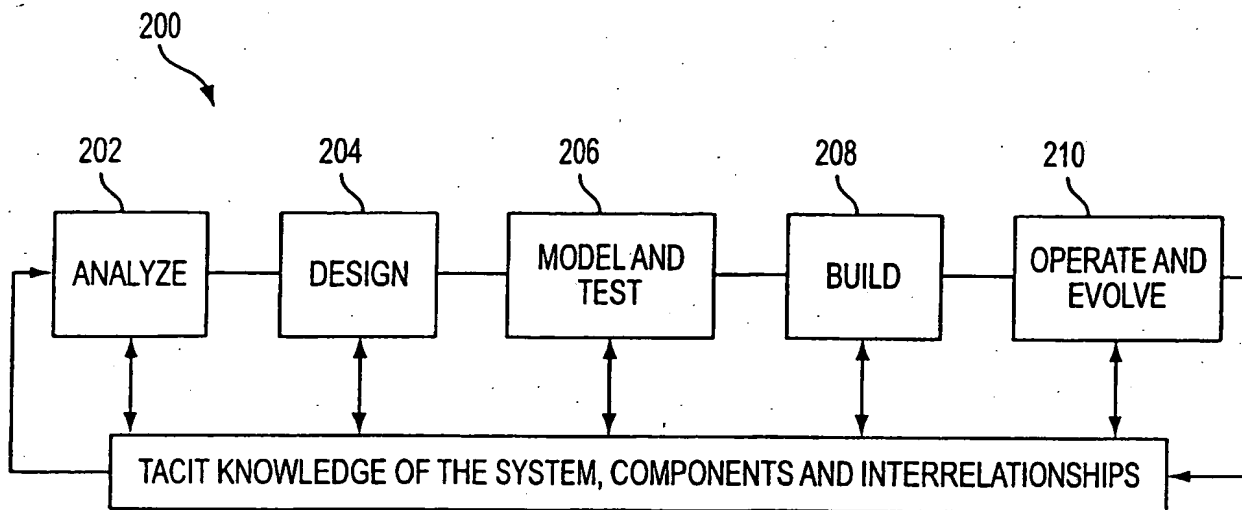 200
202
204
206
208
210
ANALYZE
DESIGN
MODEL AND
TEST
BUILD
OPERATE AND
EVOLVE
TACIT KNOWLEDGE OF THE SYSTEM, COMPONENTS AND INTERRELATIONSHIPS